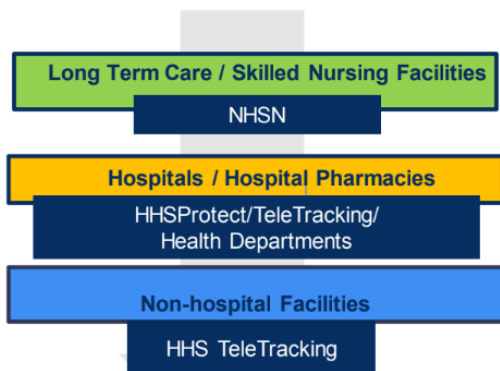 Long Term Care / Skilled Nursing Facilities
NHSN
Hospitals / Hospital Pharmacies
HHSProtect/TeleTracking/
Health Departments
Non-hospital Facilities
HHS TeleTracking